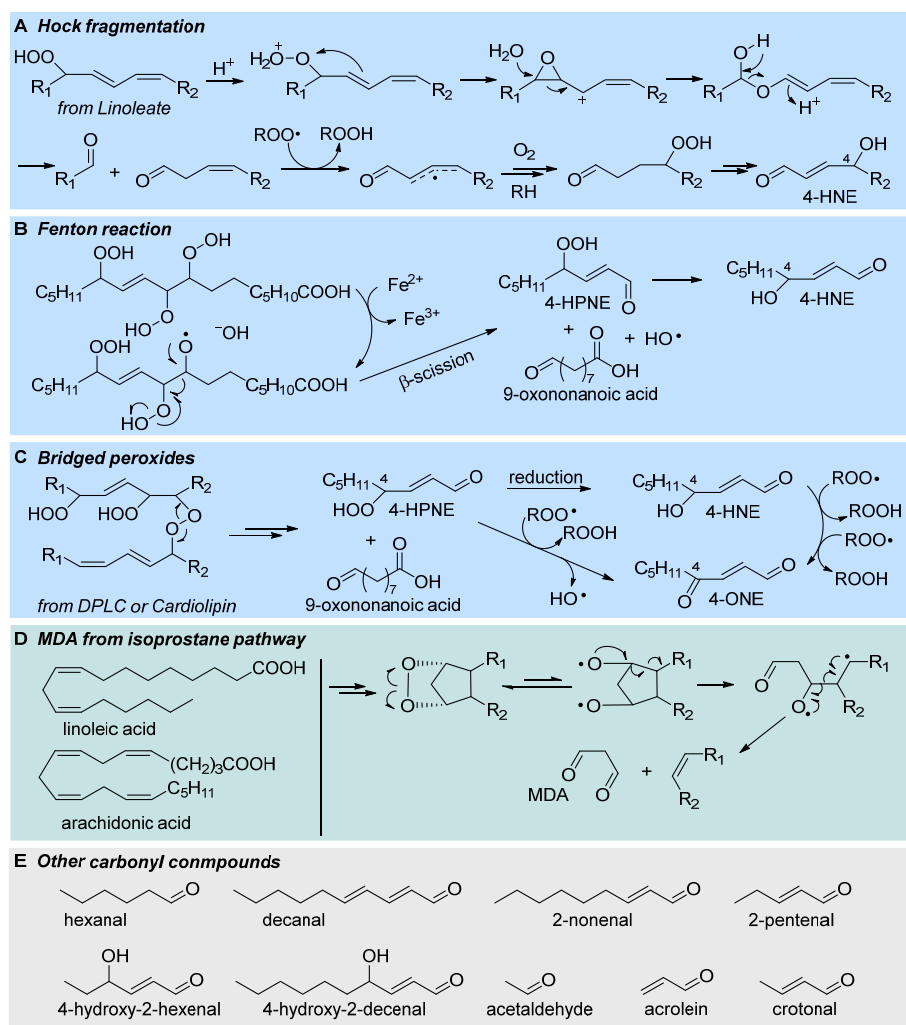 A Hock fragmentation
HOO
R1
R2
from Linoleate
H+
H2O
+
O
R1
R2
H2O
O
R1
+
R2
O
H
R1
O
H+
R2
O
R1
+
O
R2
ROO•
ROOH
O
•
R2
O2
RH
O
OOH
R2
O
4
OH
R2
4-HNE
B Fenton reaction
OOH
O
OH
C5H11
C5H10COOH
HO
O
Fe2+
Fe3+
–OH
OOH
•
O
C5H11
C5H10COOH
HO
O
β-scission
OOH
C5H11
O
4-HPNE
+
O
O
7
OH
+ HO•
9-oxononanoic acid
C5H11
4
O
HO
4-HNE
C Bridged peroxides
R1
R2
HOO
HOO
O
O
R1
R2
from DPLC or Cardiolipin
C5H11
4
O
HOO
4-HPNE
+
O
O
7
OH
9-oxononanoic acid
reduction
ROO•
ROOH
HO•
C5H11
4
O
HO
4-HNE
C5H11
4
O
O
4-ONE
ROO•
ROOH
ROO•
ROOH
D MDA from isoprostane pathway
COOH
linoleic acid
(CH2)3COOH
C5H11
arachidonic acid
O
O
R1
R2
•O
•O
R1
R2
O
O•
•
R1
R2
O
O
MDA
+
R1
R2
E Other carbonyl conmpounds
O
hexanal
O
decanal
O
2-nonenal
O
2-pentenal
OH
O
4-hydroxy-2-hexenal
OH
O
4-hydroxy-2-decenal
O
acetaldehyde
O
acrolein
O
crotonal